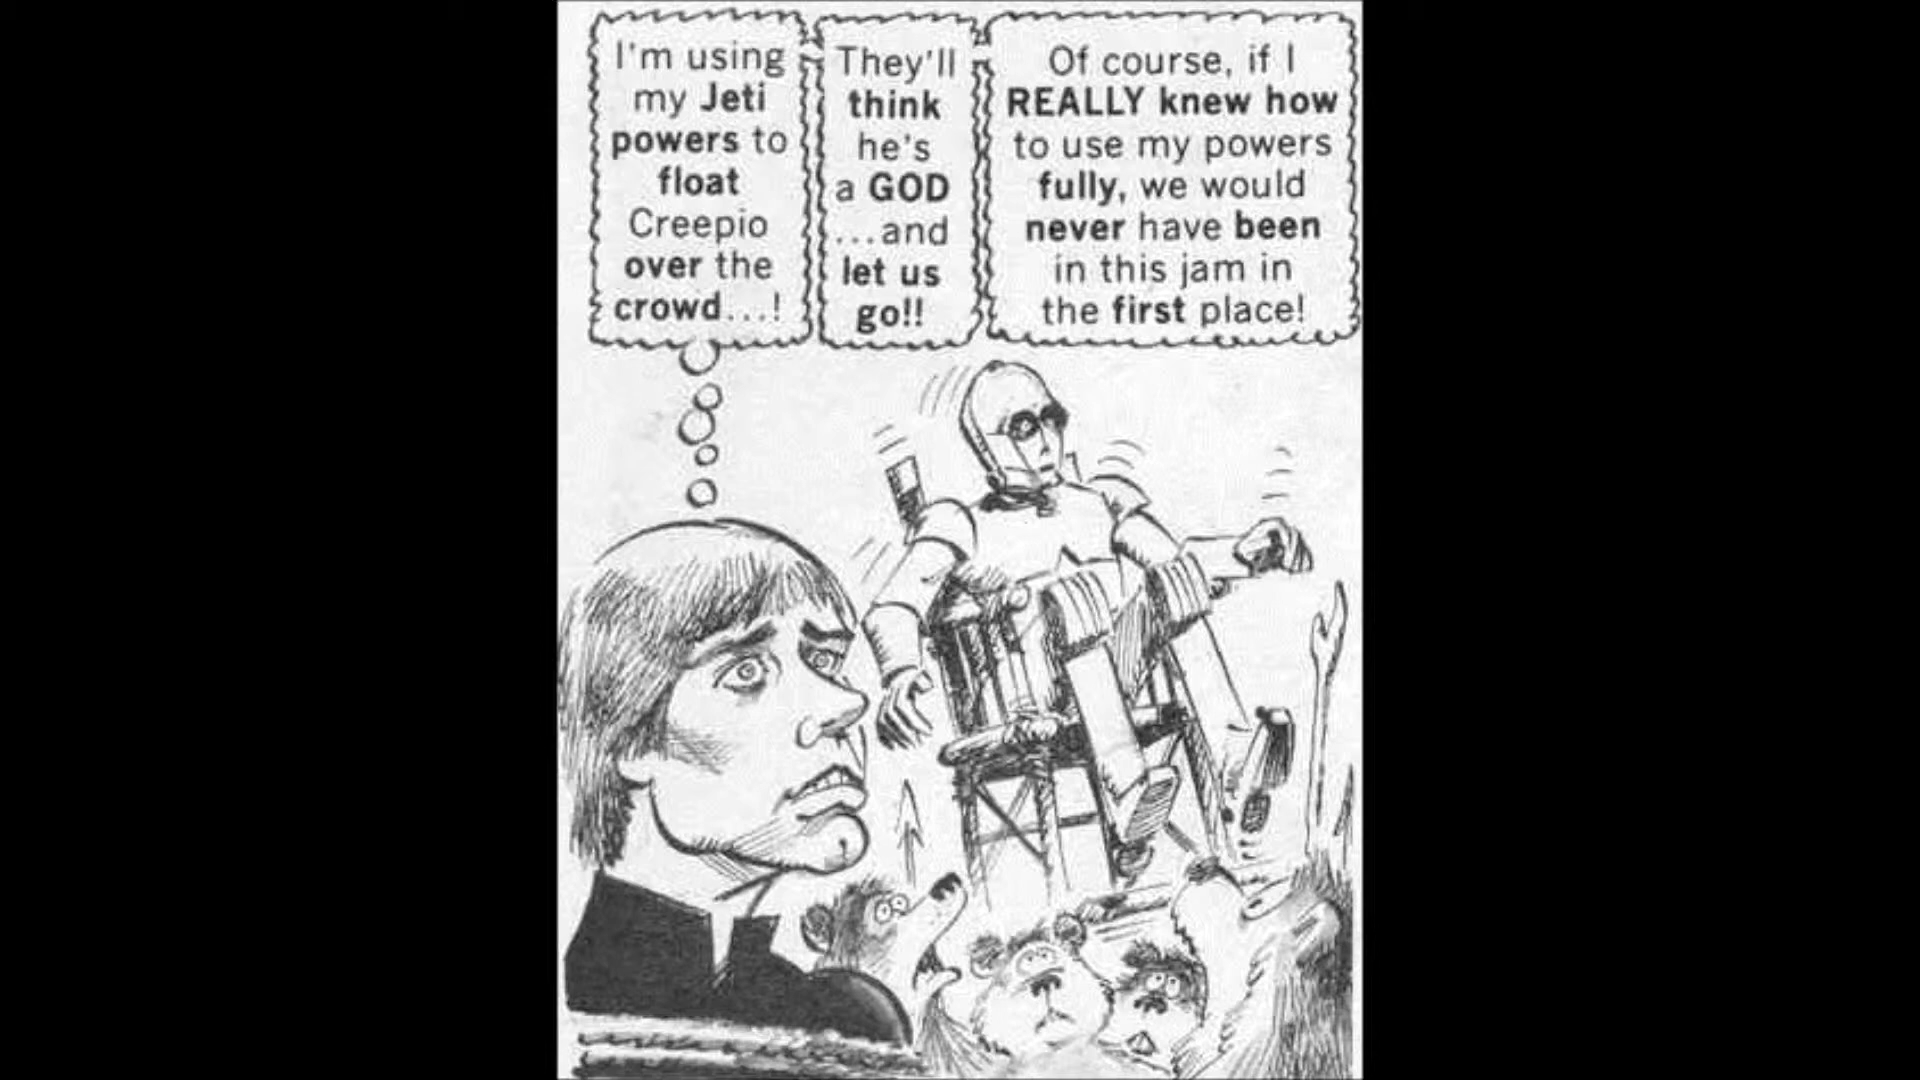 I'm using
my Jeti
powers to
float
Creepio
over the
crowd...!
They'll
think
he's
a GOD
...and
let us
go!!
Of course, if I
REALLY knew how
to use my powers
fully, we would
never have been
in this jam in
the first place!